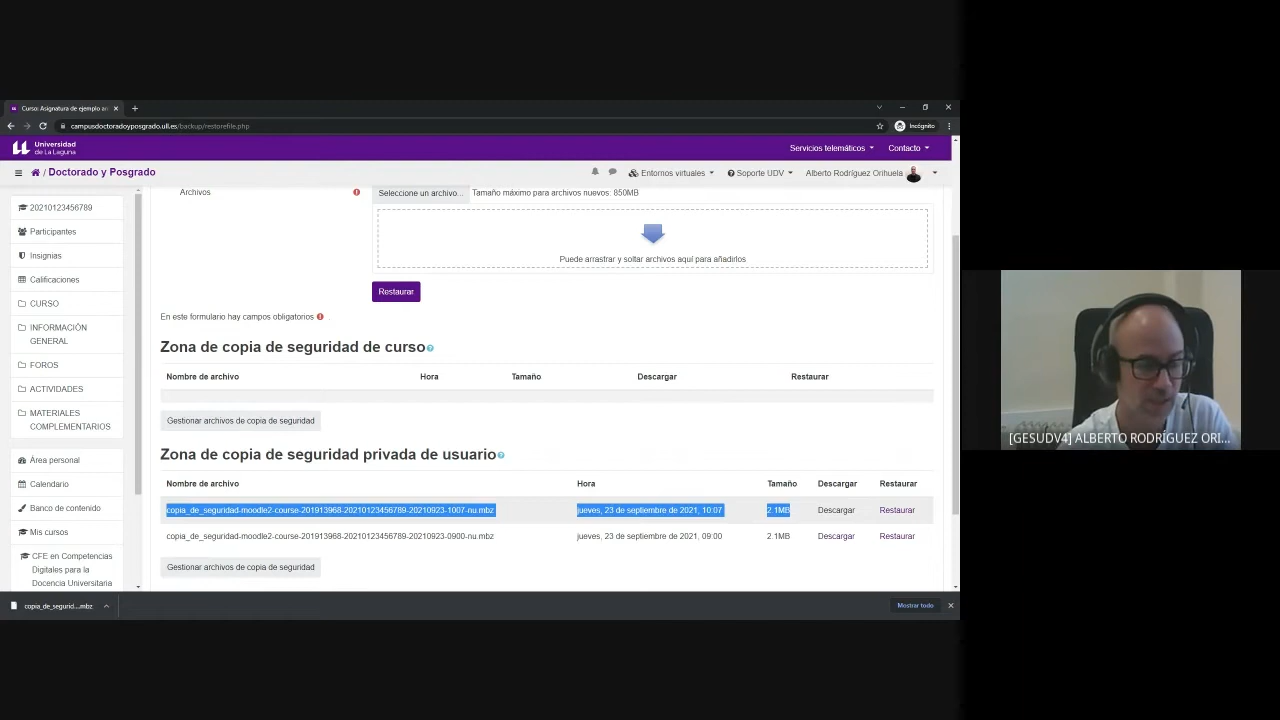 Curso: Asignatura de ejemplo an
campusdoctoradoyposgrado.ull.es/backup/restorefile.php
Incógnito
Universidad
de La Laguna
Servicios telemáticos
Contacto
/ Doctorado y Posgrado
Entornos virtuales
Soporte UDV
Alberto Rodríguez Orihuela
20210123456789
Participantes
Insignias
Calificaciones
CURSO
INFORMACIÓN
GENERAL
FOROS
ACTIVIDADES
MATERIALES
COMPLEMENTARIOS
Área personal
Calendario
Banco de contenido
Mis cursos
CFE en Competencias
Digitales para la
Docencia Universitaria
Archivos
Seleccione un archivo...
Tamaño máximo para archivos nuevos: 850MB
Puede arrastrar y soltar archivos aquí para añadirlos
Restaurar
En este formulario hay campos obligatorios
Zona de copia de seguridad de curso
Nombre de archivo Hora Tamaño Descargar Restaurar
Gestionar archivos de copia de seguridad
Zona de copia de seguridad privada de usuario
Nombre de archivo Hora Tamaño Descargar Restaurar
copia_de_seguridad-moodle2-course-201913968-20210123456789-20210923-1007-nu.mbz jueves, 23 de septiembre de 2021, 10:07 2.1MB Descargar Restaurar
copia_de_seguridad-moodle2-course-201913968-20210123456789-20210923-0900-nu.mbz jueves, 23 de septiembre de 2021, 09:00 2.1MB Descargar Restaurar
Gestionar archivos de copia de seguridad
copia_de_segurid....mbz
Mostrar todo
[GESUDV4] ALBERTO RODRÍGUEZ ORI...